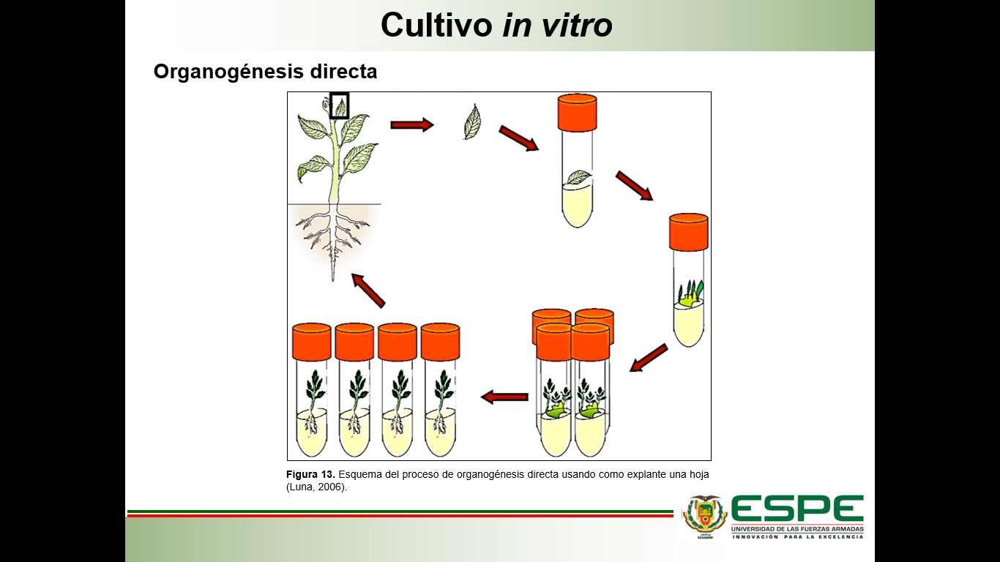 Cultivo in vitro
Organogénesis directa
Figura 13. Esquema del proceso de organogénesis directa usando como explante una hoja
(Luna, 2006).
ECUADOR
ESPE
UNIVERSIDAD DE LAS FUERZAS ARMADAS
INNOVACIÓN PARA LA EXCELENCIA